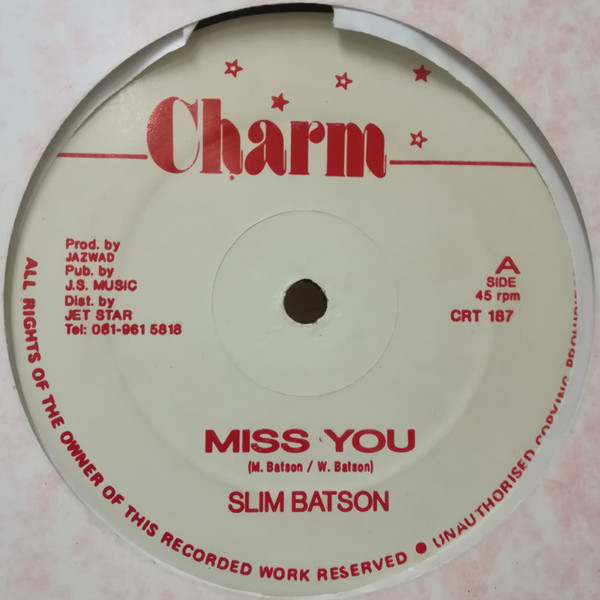 Charm
Prod. by
JAZWAD
Pub. by
J.S. MUSIC
Dist. by
JET STAR
Tel: 081-961 5818
A
SIDE
45 rpm
CRT 187
MISS YOU
(M. Batson / W. Batson)
SLIM BATSON
ALL RIGHTS OF THE OWNER OF THIS RECORDED WORK RESERVED ● UNAUTHORISED COPYING